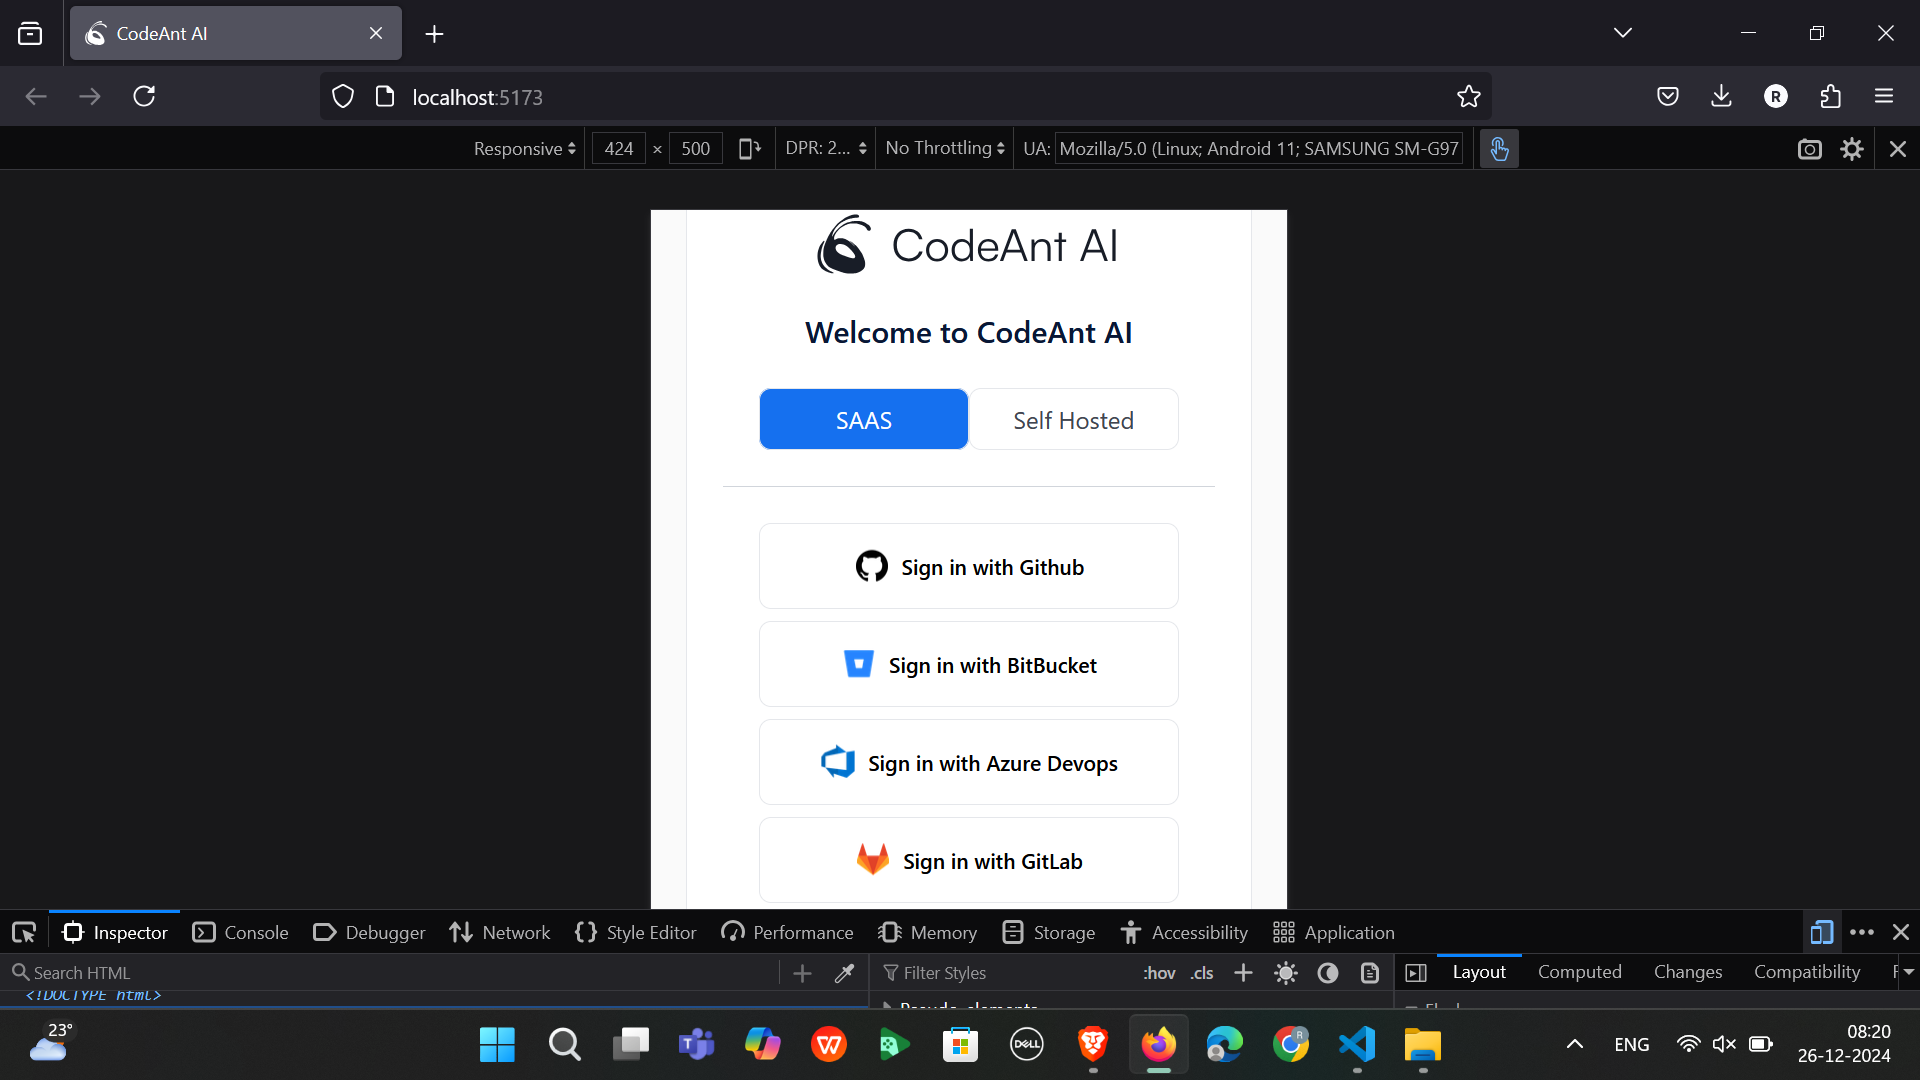 CodeAnt AI
localhost:5173
Responsive 424 × 500 DPR: 2... No Throttling UA: Mozilla/5.0 (Linux; Android 11; SAMSUNG SM-G97
R
CodeAnt AI
Welcome to CodeAnt AI
SAAS Self Hosted
Sign in with Github
Sign in with BitBucket
Sign in with Azure Devops
Sign in with GitLab
Inspector Console Debugger Network Style Editor Performance Memory Storage Accessibility Application
Search HTML Filter Styles :hov .cls Layout Computed Changes Compatibility
<!DOCTYPE html>
Pseudo-elements
23°
DELL
ENG
08:20
26-12-2024